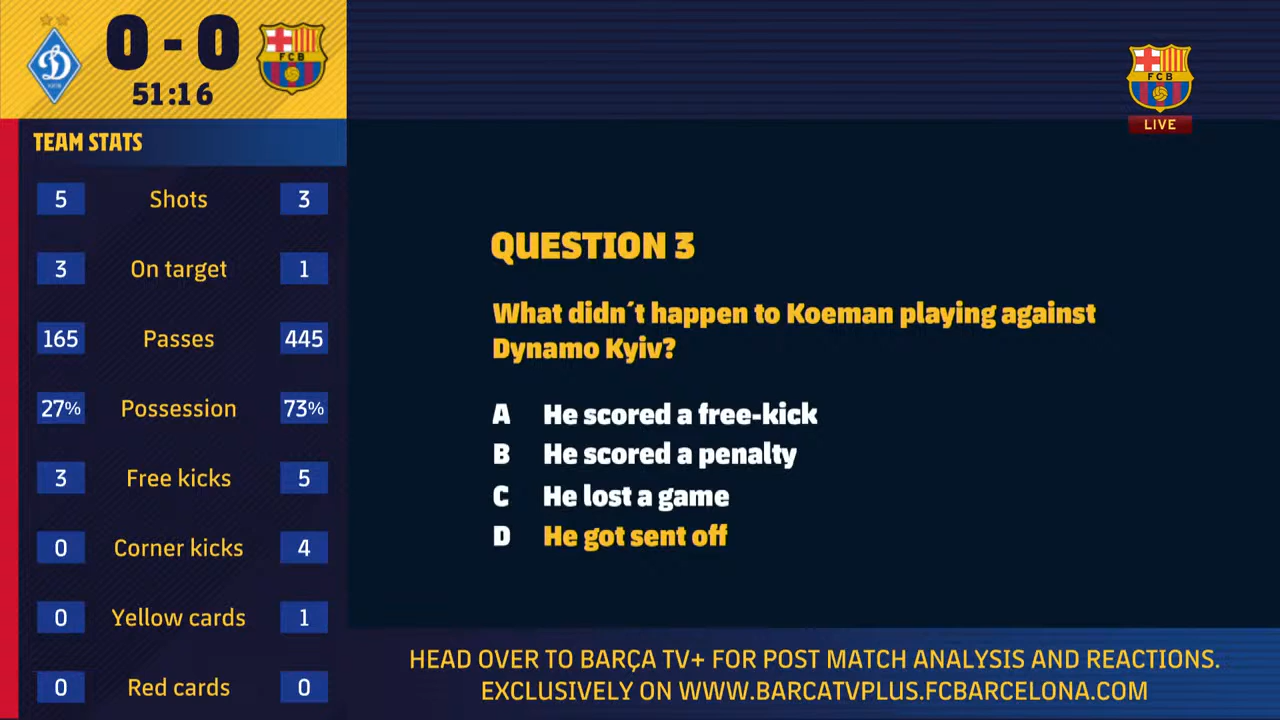 0 - 0
51:16
FCB
FCB
LIVE
TEAM STATS
5 Shots 3
3 On target 1
165 Passes 445
27% Possession 73%
3 Free kicks 5
0 Corner kicks 4
0 Yellow cards 1
0 Red cards 0
QUESTION 3
What didn´t happen to Koeman playing against
Dynamo Kyiv?
A He scored a free-kick
B He scored a penalty
C He lost a game
D He got sent off
HEAD OVER TO BARÇA TV+ FOR POST MATCH ANALYSIS AND REACTIONS.
EXCLUSIVELY ON WWW.BARCATVPLUS.FCBARCELONA.COM